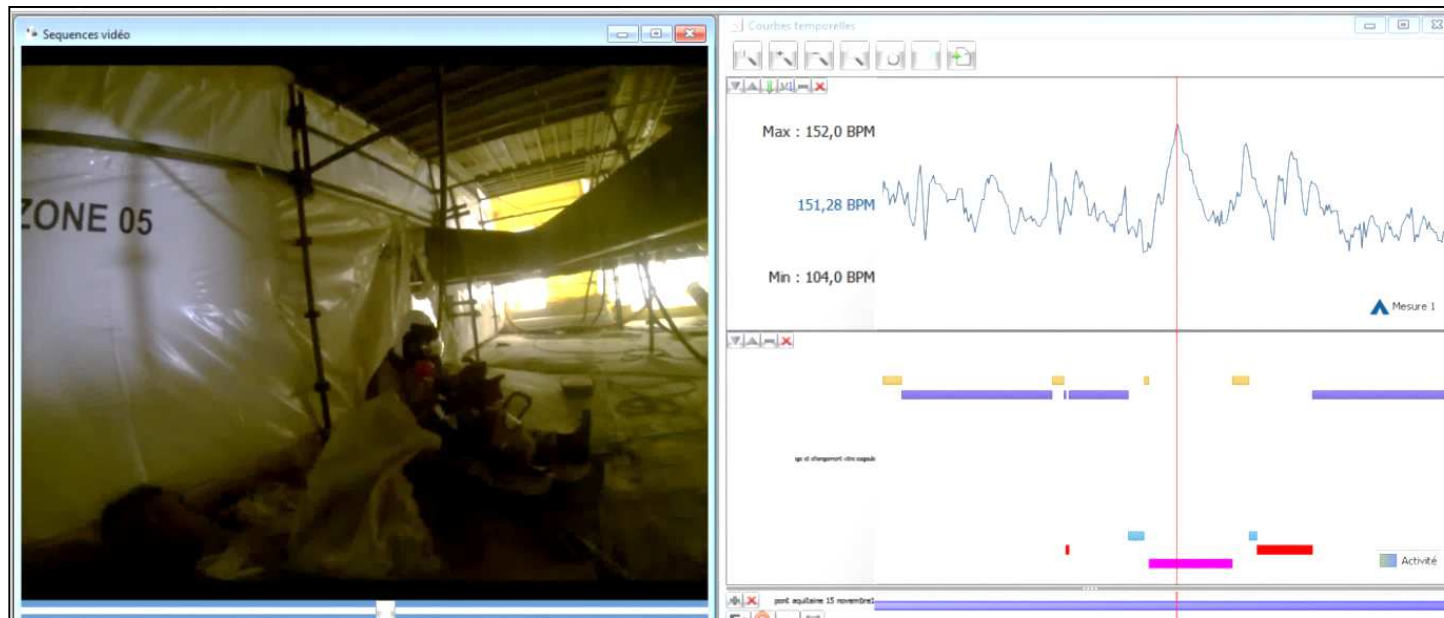 Sequences vidéo
ZONE 05
Courbes temporelles
Max : 152,0 BPM
151,28 BPM
Min : 104,0 BPM
Mesure 1
Activité
pont aquitaine 15 novembre1